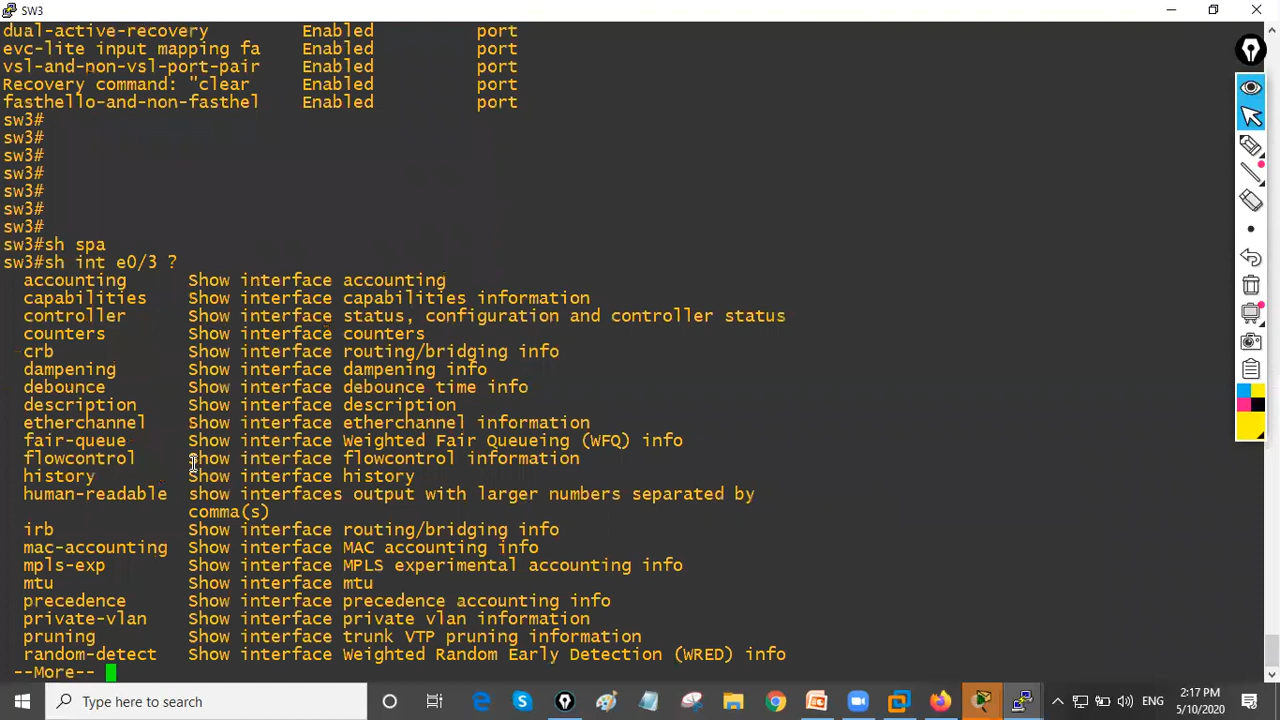 SW3
dual-active-recovery Enabled port
evc-lite input mapping fa Enabled port
vsl-and-non-vsl-port-pair Enabled port
Recovery command: "clear Enabled port
fasthello-and-non-fasthel Enabled port
sw3#
sw3#
sw3#
sw3#
sw3#
sw3#
sw3#
sw3#sh spa
sw3#sh int e0/3 ?
accounting Show interface accounting
capabilities Show interface capabilities information
controller Show interface status, configuration and controller status
counters Show interface counters
crb Show interface routing/bridging info
dampening Show interface dampening info
debounce Show interface debounce time info
description Show interface description
etherchannel Show interface etherchannel information
fair-queue Show interface Weighted Fair Queueing (WFQ) info
flowcontrol Show interface flowcontrol information
history Show interface history
human-readable show interfaces output with larger numbers separated by
comma(s)
irb Show interface routing/bridging info
mac-accounting Show interface MAC accounting info
mpls-exp Show interface MPLS experimental accounting info
mtu Show interface mtu
precedence Show interface precedence accounting info
private-vlan Show interface private vlan information
pruning Show interface trunk VTP pruning information
random-detect Show interface Weighted Random Early Detection (WRED) info
--More--
Type here to search
ENG
2:17 PM
5/10/2020